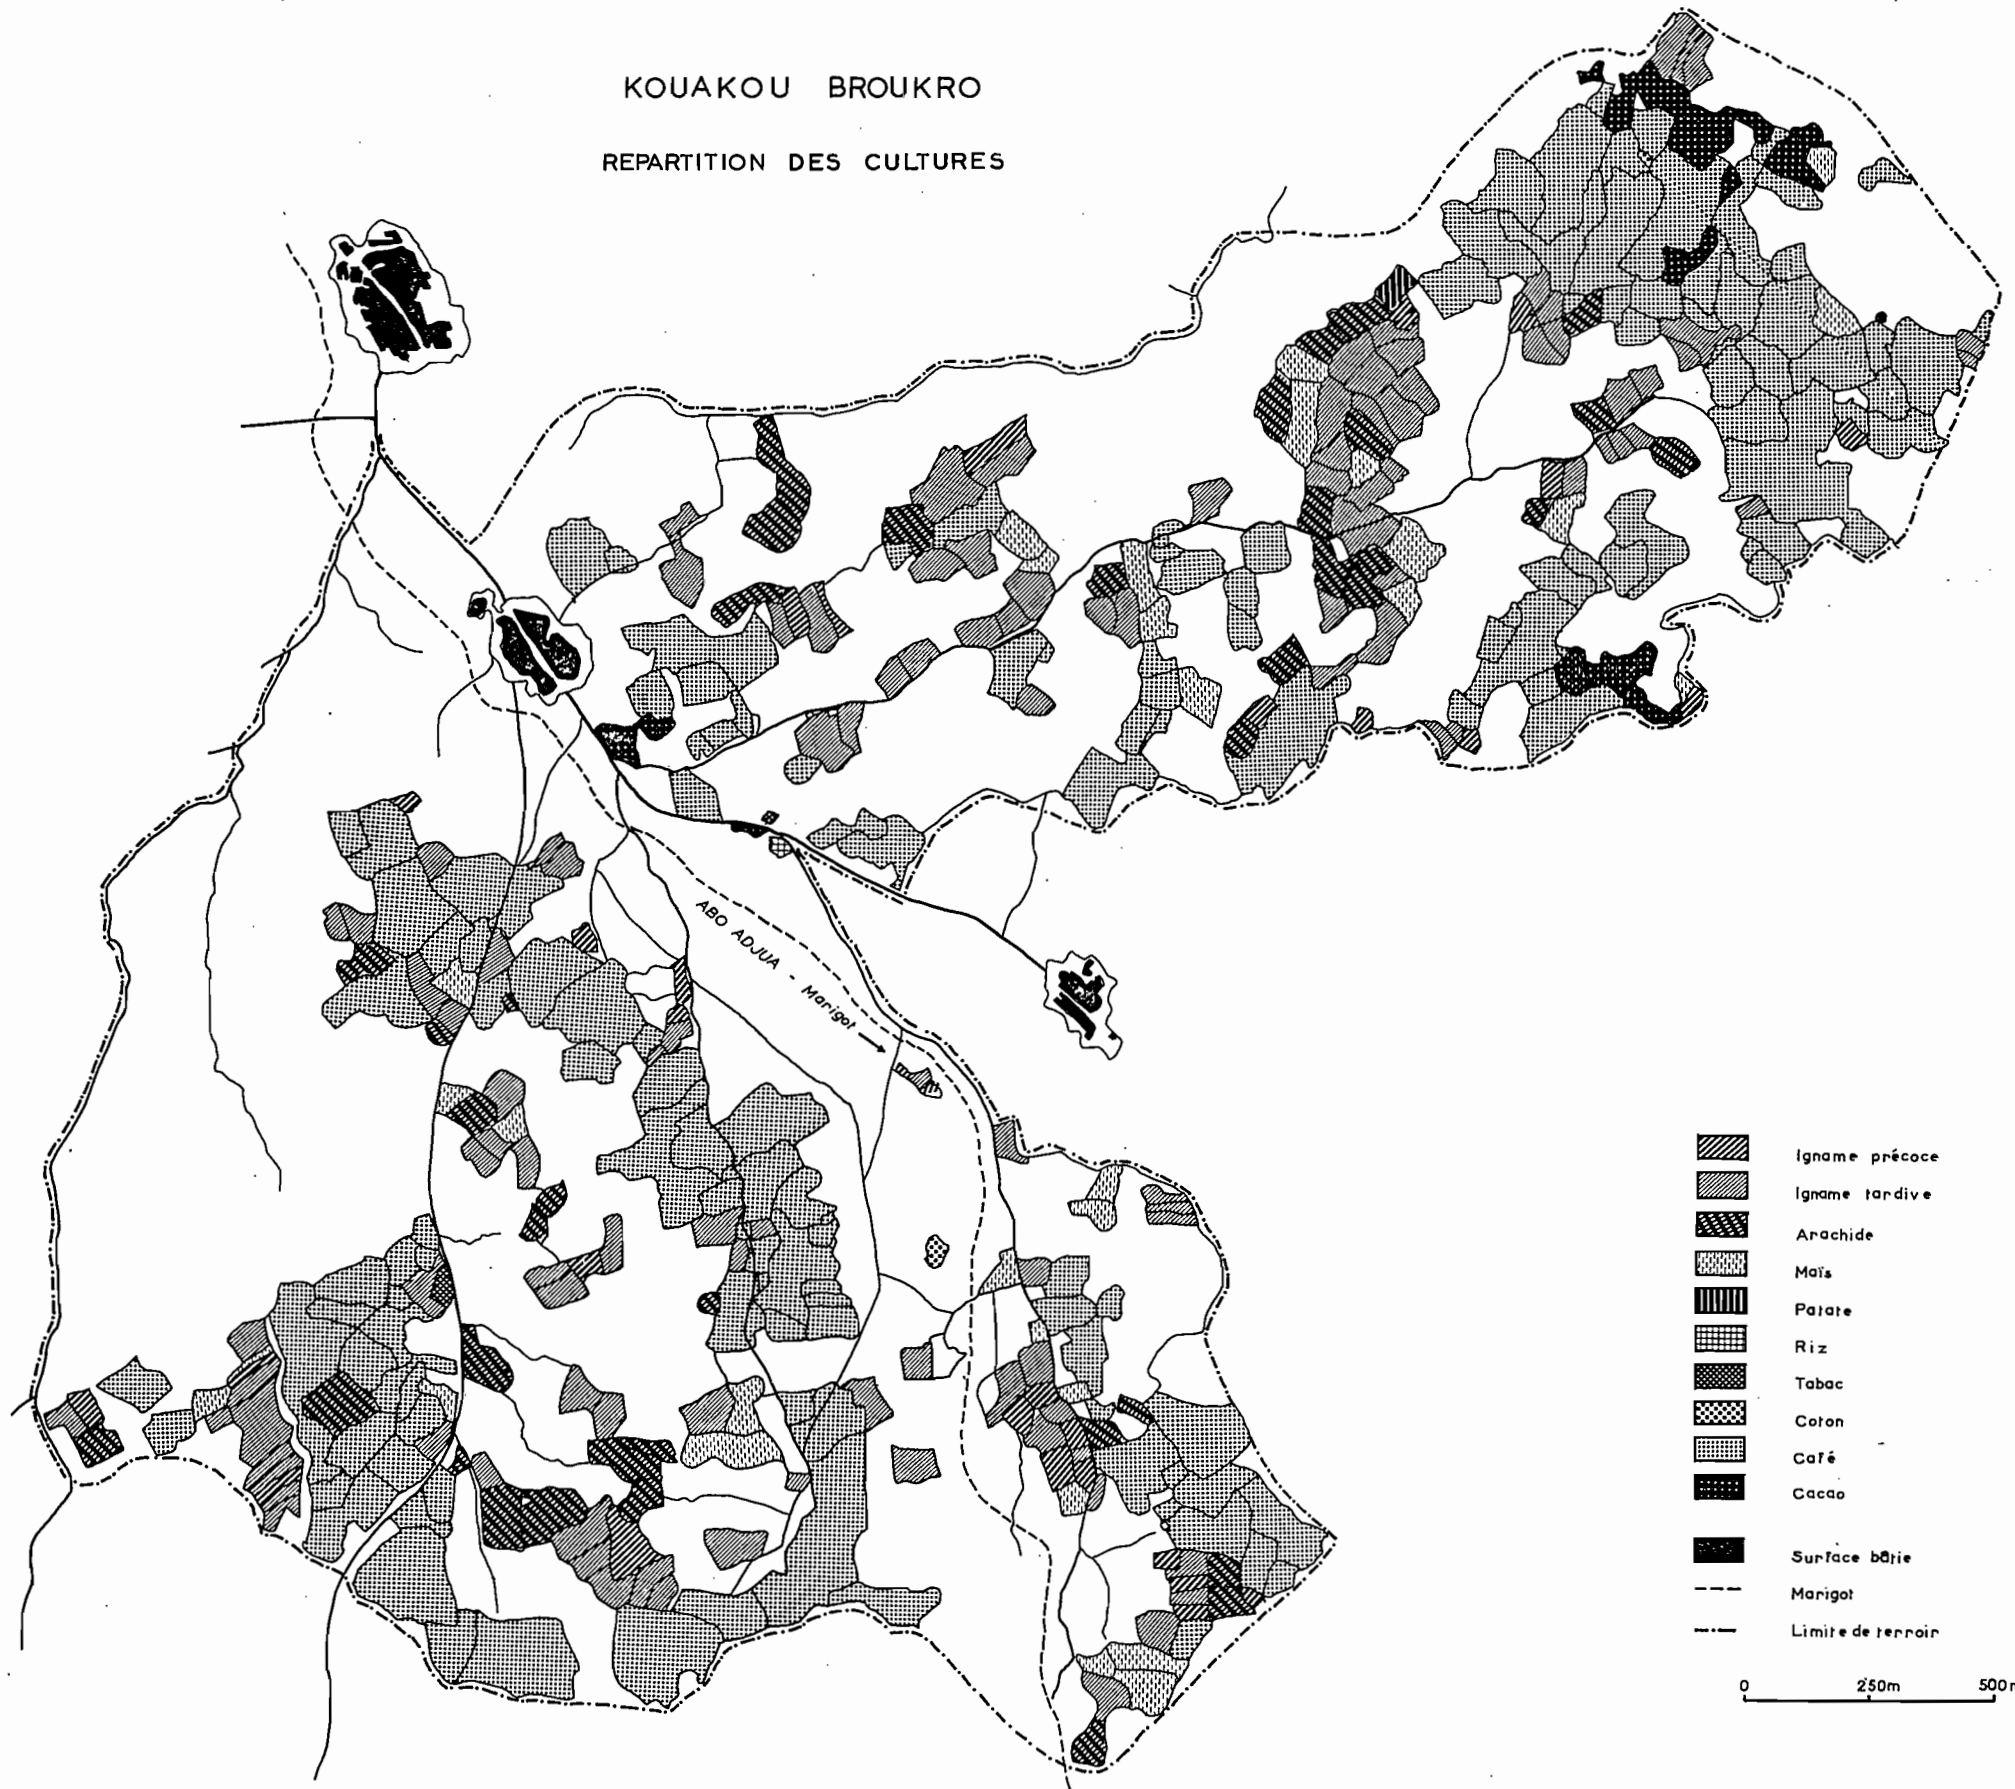 KOUAKOU BROUKRO
REPARTITION DES CULTURES
ABO ADJUA - Marigot
Igname précoce
Igname tardive
Arachide
Maïs
Patate
Riz
Tabac
Coton
Café
Cacao
Surface bâtie
Marigot
Limite de terroir
0 250m 500m